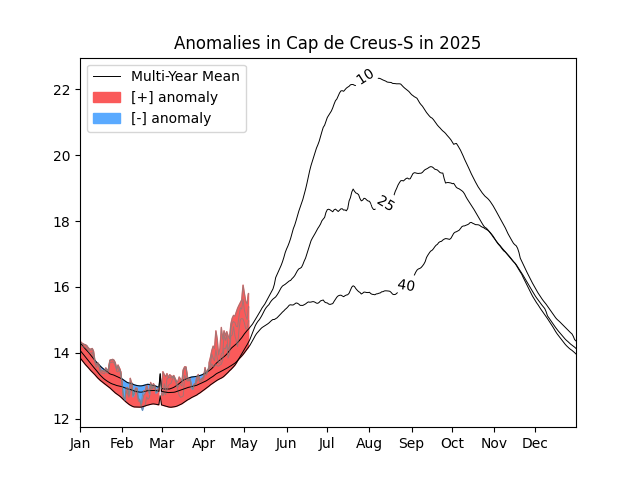 Anomalies in Cap de Creus-S in 2025
Multi-Year Mean
[+] anomaly
[-] anomaly
10
25
40
22
20
18
16
14
12
Jan Feb Mar Apr May Jun Jul Aug Sep Oct Nov Dec